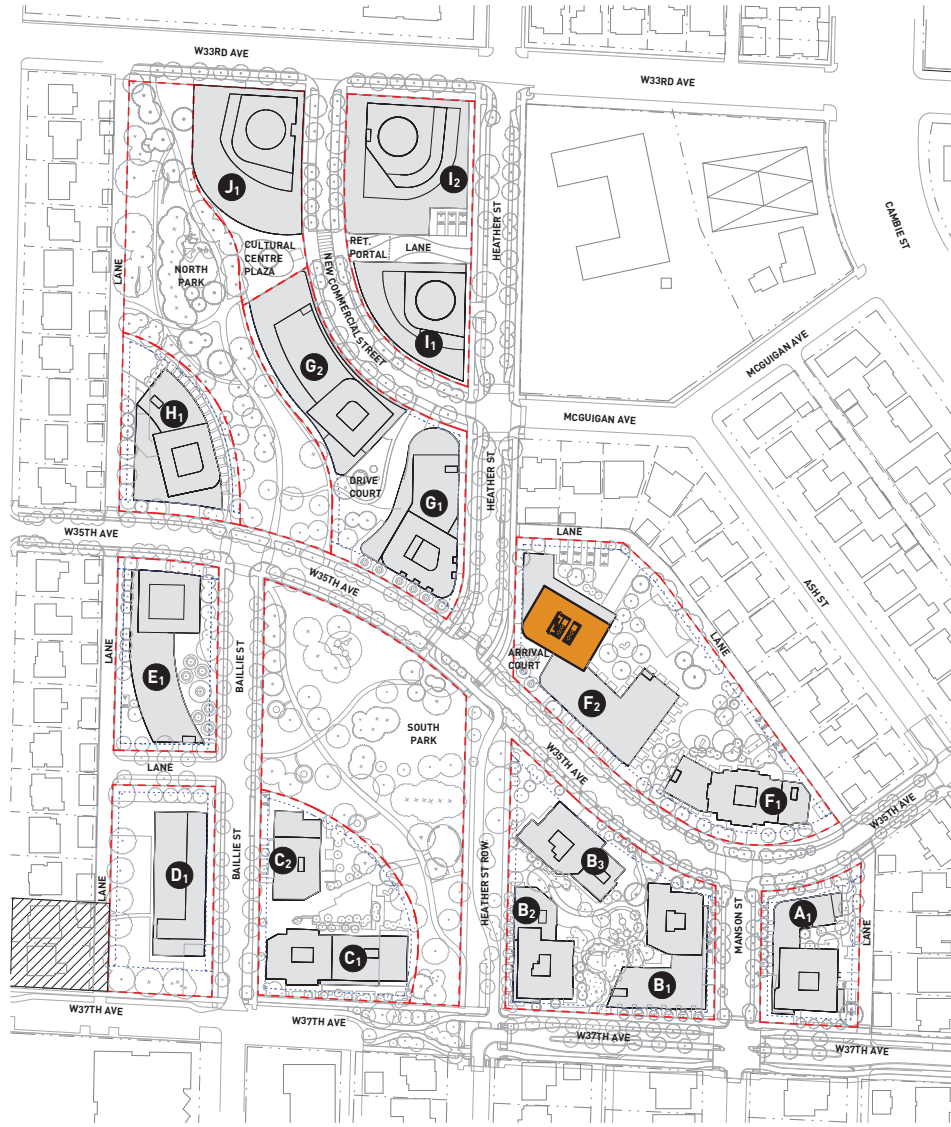 W33RD AVE
W33RD AVE
J1
I2
CAMBIE ST
HEATHER ST
CULTURAL
CENTRE
PLAZA
RET.
PORTAL
LANE
LANE
NORTH
PARK
NEW COMMERCIAL STREET
I1
MCGUIGAN AVE
G2
H1
MCGUIGAN AVE
DRIVE
COURT
G1
HEATHER ST
W35TH AVE
LANE
W35TH AVE
ASH ST
LANE
LANE
BAILLIE ST
ARRIVAL
COURT
E1
F2
SOUTH
PARK
W35TH AVE
LANE
F1
W35TH AVE
BAILLIE ST
C2
B3
HEATHER ST ROW
D1
LANE
B2
MANSON ST
A1
LANE
C1
B1
W37TH AVE
W37TH AVE
W37TH AVE
W37TH AVE